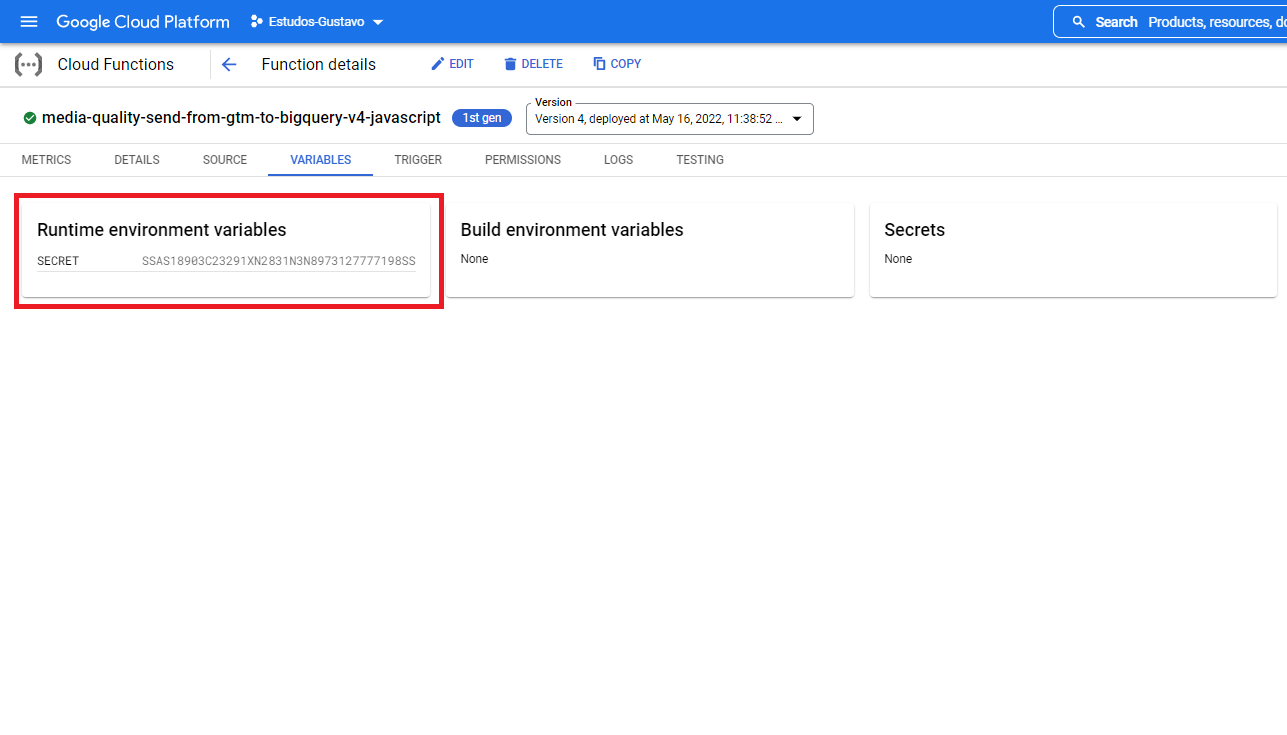 Google Cloud Platform Estudos-Gustavo Search Products, resources, do
Cloud Functions Function details EDIT DELETE COPY
media-quality-send-from-gtm-to-bigquery-v4-javascript 1st gen Version
Version 4, deployed at May 16, 2022, 11:38:52 ...
METRICS DETAILS SOURCE VARIABLES TRIGGER PERMISSIONS LOGS TESTING
Runtime environment variables
SECRET SSAS18903C23291XN2831N3N8973127777198SS
Build environment variables
None
Secrets
None